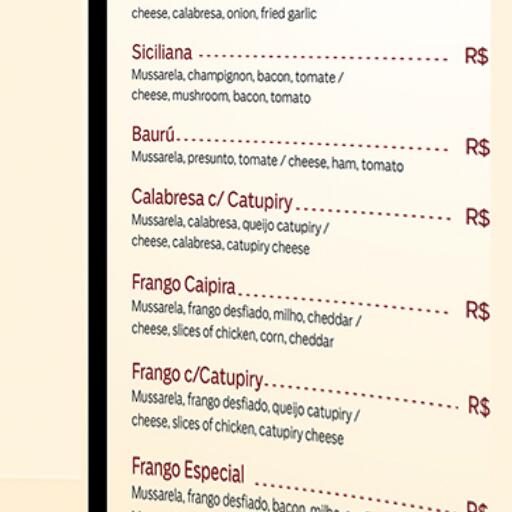 cheese, calabresa, onion, fried garlic
Siciliana ........................................ R$
Mussarela, champignon, bacon, tomate /
cheese, mushroom, bacon, tomato
Baurú........................................ R$
Mussarela, presunto, tomate / cheese, ham, tomato
Calabresa c/ Catupiry........................ R$
Mussarela, calabresa, queijo catupiry /
cheese, calabresa, catupiry cheese
Frango Caipira................................ R$
Mussarela, frango desfiado, milho, cheddar /
cheese, slices of chicken, corn, cheddar
Frango c/Catupiry............................ R$
Mussarela, frango desfiado, queijo catupiry /
cheese, slices of chicken, catupiry cheese
Frango Especial ............................ R$
Mussarela, frango desfiado, bacon, milho